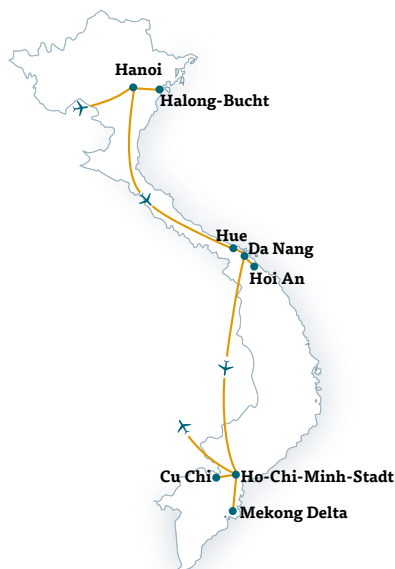 Hanoi
Halong-Bucht
Hue
Da Nang
Hoi An
Cu Chi
Ho-Chi-Minh-Stadt
Mekong Delta